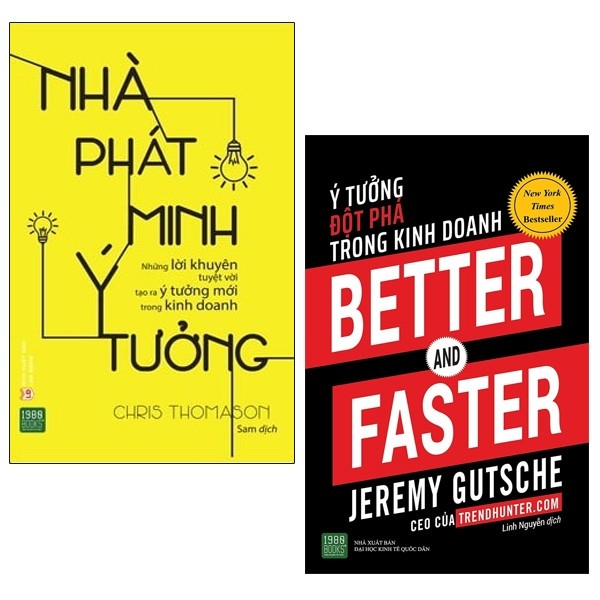 NHÀ
PHÁT
MINH
Ý
TƯỞNG
Những lời khuyên
tuyệt vời
tạo ra ý tưởng mới
trong kinh doanh
CHRIS THOMASON
Sam dịch
1980
BOOKS
Ý TƯỞNG
ĐỘT PHÁ
TRONG KINH DOANH
New York
Times
Bestseller
BETTER
AND
FASTER
JEREMY GUTSCHE
CEO CỦA TRENDHUNTER.COM
Linh Nguyễn dịch
1980
BOOKS
NHÀ XUẤT BẢN
ĐẠI HỌC KINH TẾ QUỐC DÂN